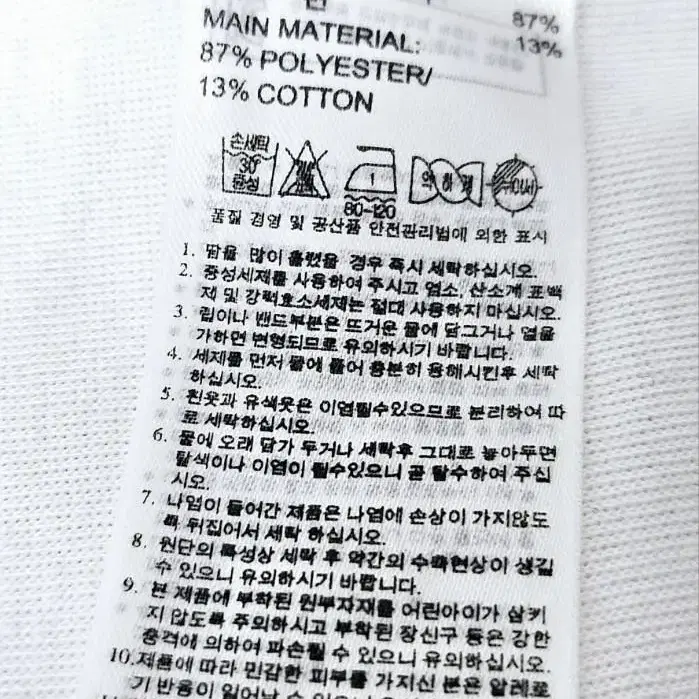 87%
13%
MAIN MATERIAL:
87% POLYESTER/
13% COTTON
손세탁
30°
중성
1
80-120
약하게
품질 경영 및 공산품 안전관리법에 의한 표시
1. 땀을 많이 흘렸을 경우 즉시 세탁하십시오.
2. 중성세제를 사용하여 주시고 염소, 산소계 표백
제 및 강력효소세제는 절대 사용하지 마십시오.
3. 립이나 밴드부분은 뜨거운 물에 담그거나 열을
가하면 변형되므로 유의하시기 바랍니다.
4. 세제를 먼저 물에 풀어 충분히 용해시킨후 세탁
하십시오.
5. 흰옷과 유색옷은 이염될수있으므로 분리하여 따
로 세탁하십시오.
6. 물에 오래 담가 두거나 세탁후 그대로 놓아두면
탈색이나 이염이 될수있으니 곧 탈수하여 주십
시오.
7. 나염이 들어간 제품은 나염에 손상이 가지않도
록 뒤집어서 세탁 하십시오.
8. 원단의 특성상 세탁 후 약간의 수축현상이 생길
수 있으니 유의하시기 바랍니다.
9. 본 제품에 부착된 원부자재를 어린아이가 삼키
지 않도록 주의하시고 부착된 장신구 등은 강한
충격에 의하여 파손될 수 있으니 유의하십시오.
10.제품에 따라 민감한 피부를 가지신 분은 알레르
기 반응이 일어날 수 있으니